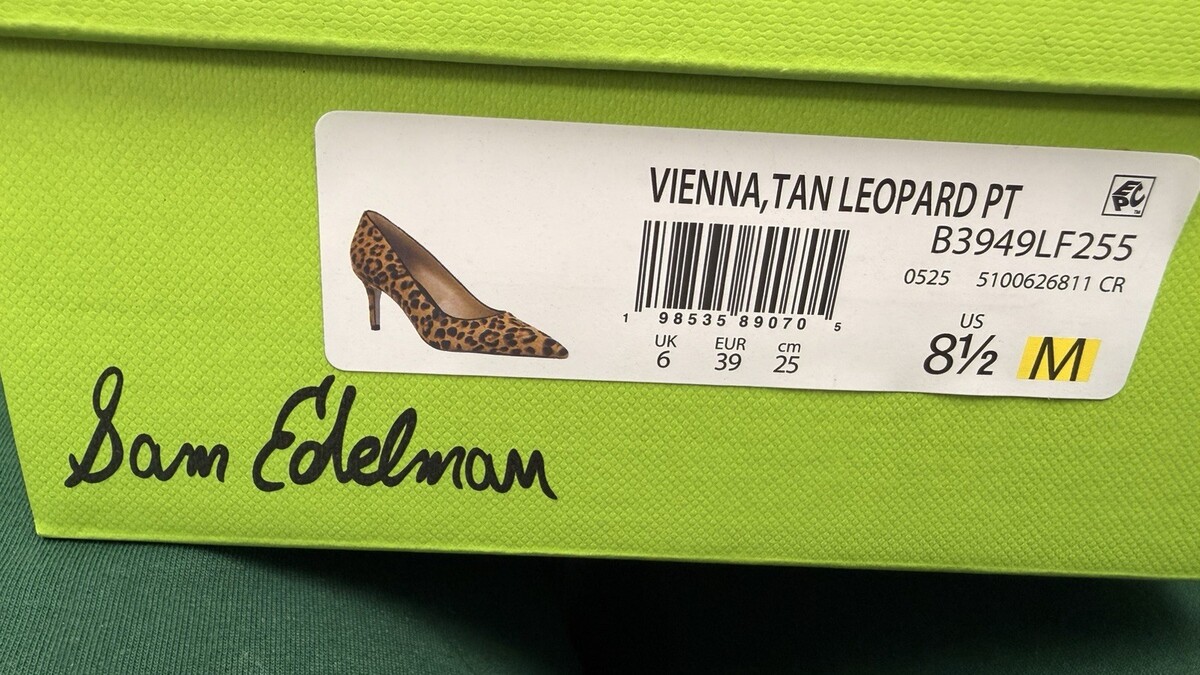 VIENNA,TAN LEOPARD PT
EPC™
B3949LF255
0525 5100626811 CR
1 98535 89070 5
UK EUR cm US
6 39 25 8½ M
Sam Edelman